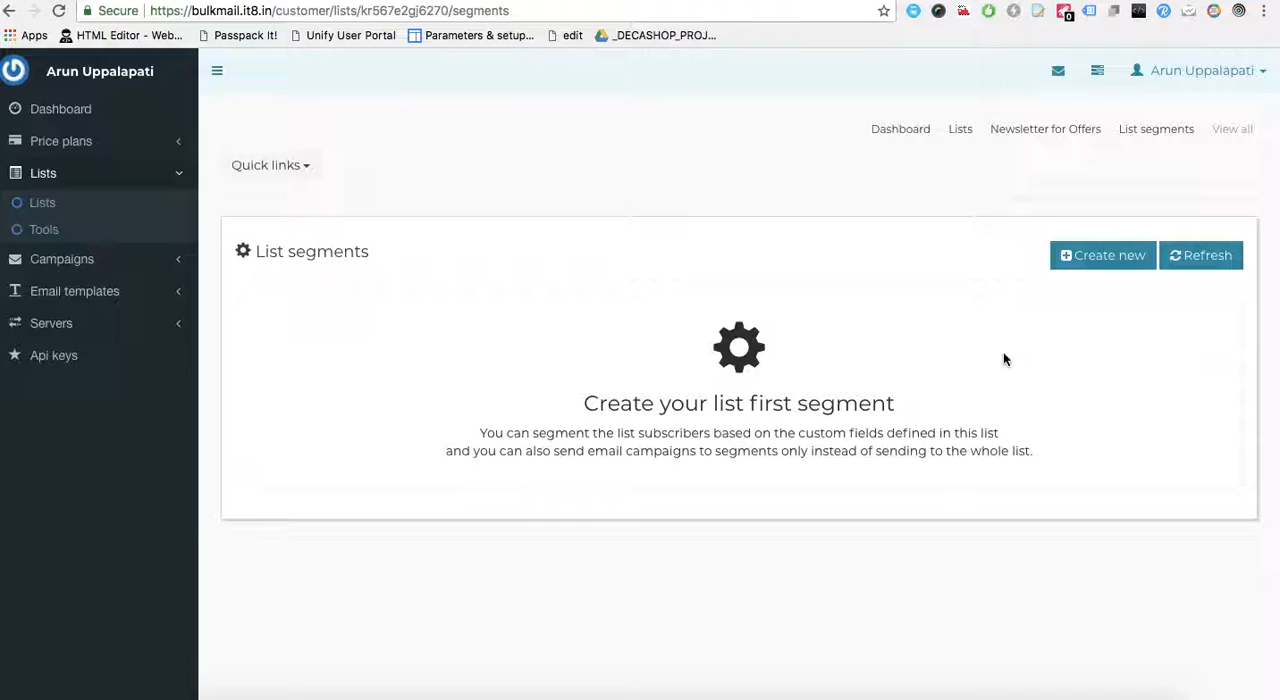 Secure https://bulkmail.it8.in/customer/lists/kr567e2gj6270/segments
0
Apps HTML Editor - Web... Passpack It! Unify User Portal Parameters & setup... edit _DECASHOP_PROJ...
Arun Uppalapati
Arun Uppalapati
Dashboard
Price plans
Lists
Lists
Tools
Campaigns
Email templates
Servers
Api keys
Dashboard Lists Newsletter for Offers List segments View all
Quick links
List segments
Create new Refresh
Create your list first segment
You can segment the list subscribers based on the custom fields defined in this list
and you can also send email campaigns to segments only instead of sending to the whole list.